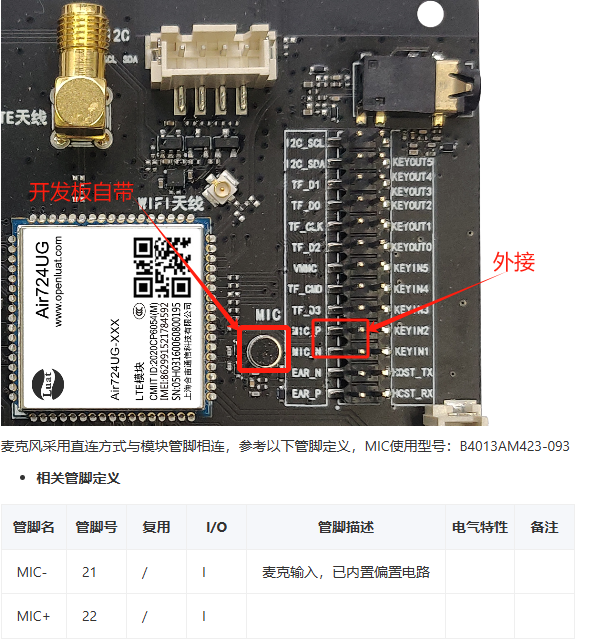 I2C
SCL SDA
TE天线
开发板自带
WIFI天线
Air724UG
www.openluat.com
Air724UG-XXX
LTE模块
CMIIT ID:2020CP6054(M)
IMEI:862991521784592
SN:05H03160060800195
上海合宙通信科技有限公司
Luat
MIC
外接
I2C_SCL
I2C_SDA
TF_D1
TF_D0
TF_CLK
TF_D2
VMMC
TF_CMD
TF_D3
MIC_P
MIC_N
EAR_N
EAR_P
KEYOUT5
KEYOUT4
KEYOUT3
KEYOUT2
KEYOUT1
KEYOUT0
KEYIN5
KEYIN4
KEYIN3
KEYIN2
KEYIN1
HOST_TX
HOST_RX
麦克风采用直连方式与模块管脚相连，参考以下管脚定义，MIC使用型号：B4013AM423-093
• 相关管脚定义
管脚名 管脚号 复用 I/O 管脚描述 电气特性 备注
MIC- 21 / I 麦克输入，已内置偏置电路
MIC+ 22 / I